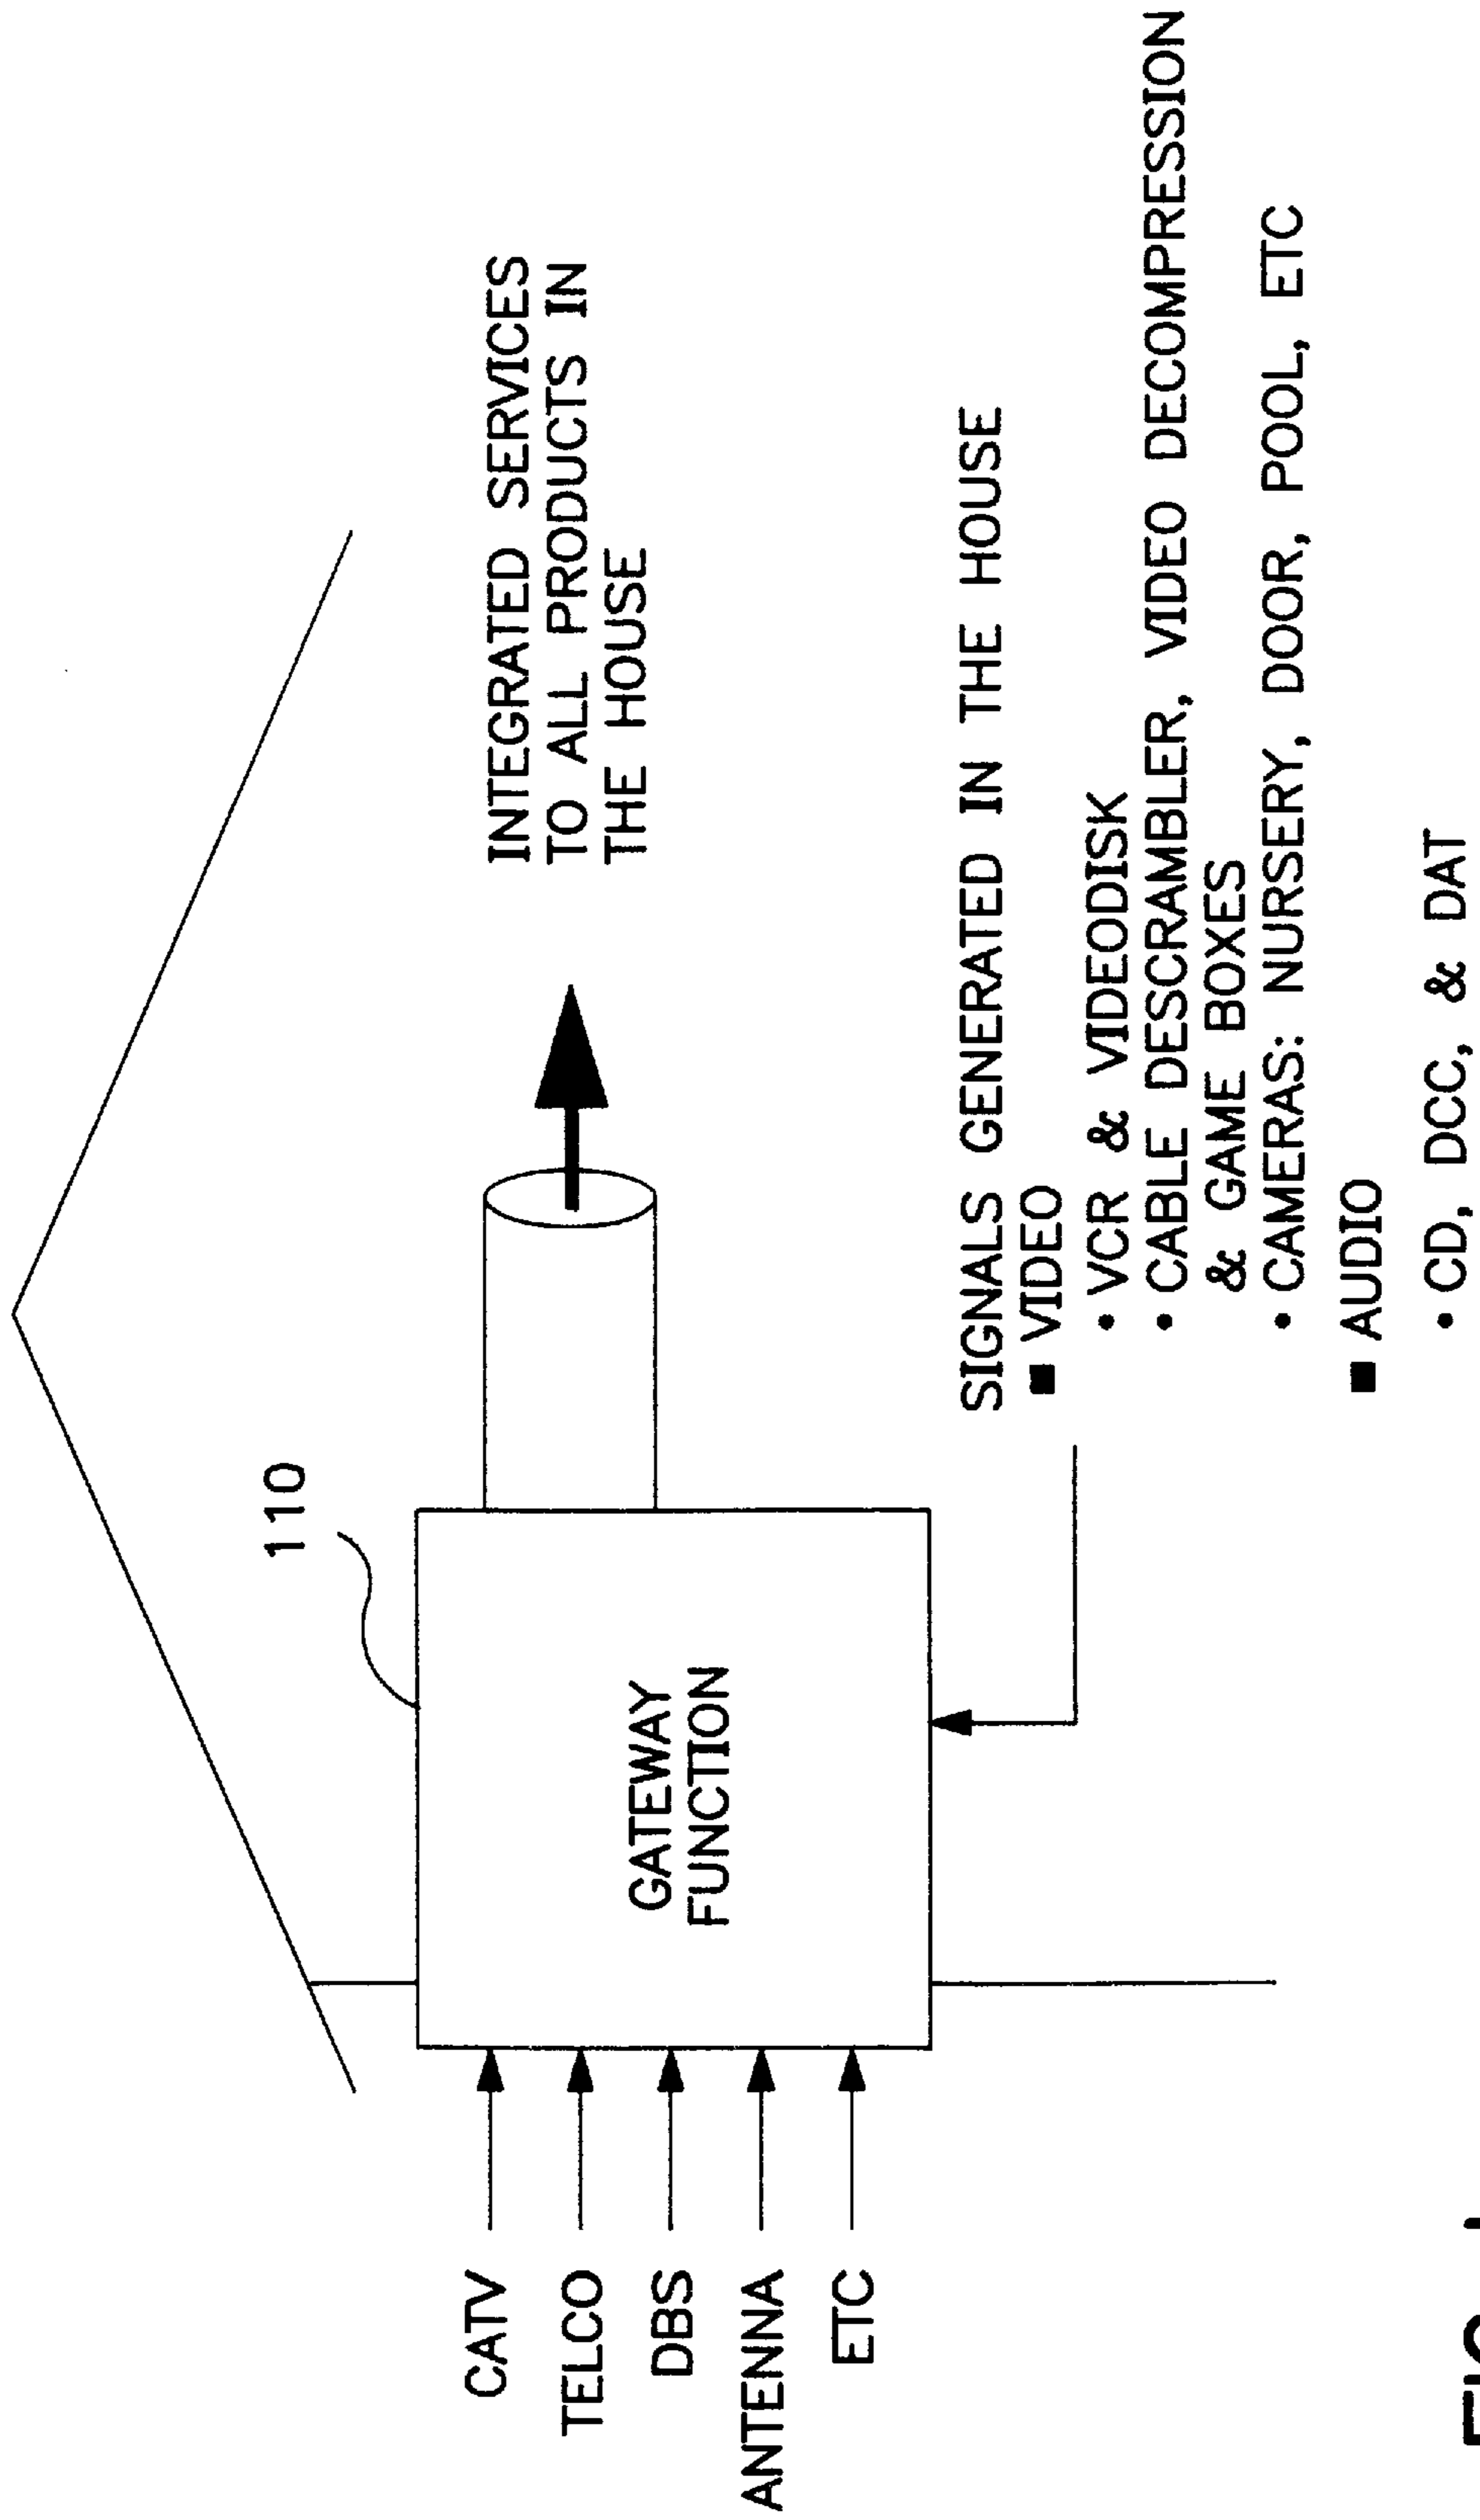 110
INTEGRATED SERVICES
TO ALL PRODUCTS IN
THE HOUSE
CATV
TELCO
DBS
ANTENNA
ETC
GATEWAY
FUNCTION
SIGNALS GENERATED IN THE HOUSE
■ VIDEO
• VCR & VIDEODISK
• CABLE DESCRAMBLER, VIDEO DECOMPRESSION
& GAME BOXES
• CAMERAS: NURSERY, DOOR, POOL, ETC
■ AUDIO
• CD, DCC, & DAT